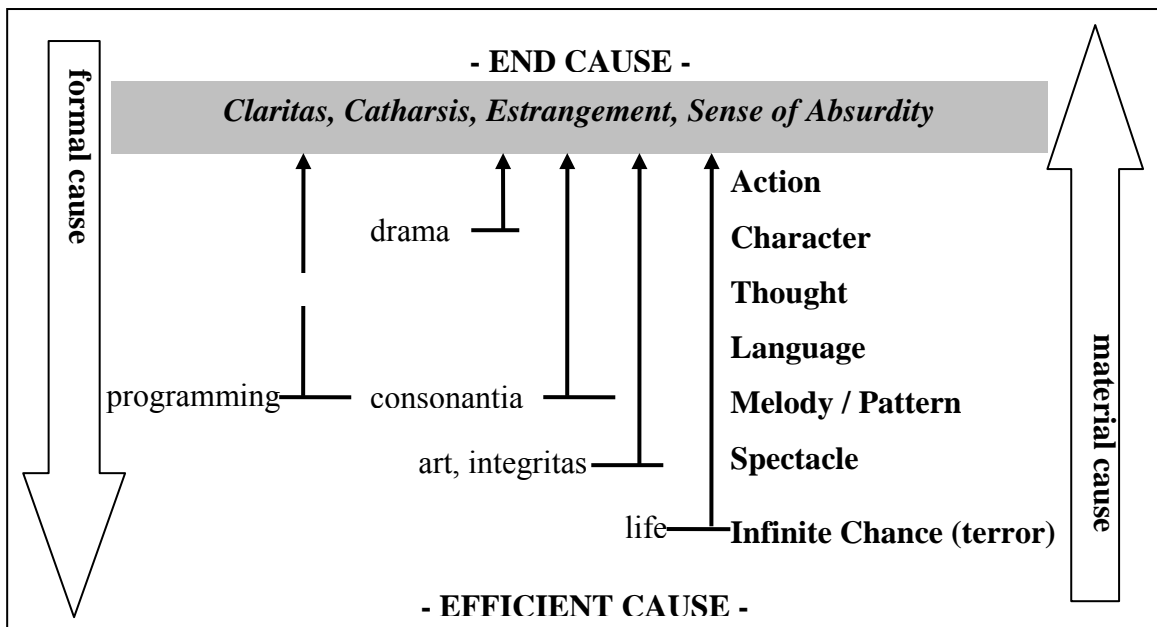 - END CAUSE -
formal cause
Claritas, Catharsis, Estrangement, Sense of Absurdity
Action
drama
Character
Thought
Language
programming
consonantia
Melody / Pattern
art, integritas
Spectacle
life
Infinite Chance (terror)
material cause
- EFFICIENT CAUSE -